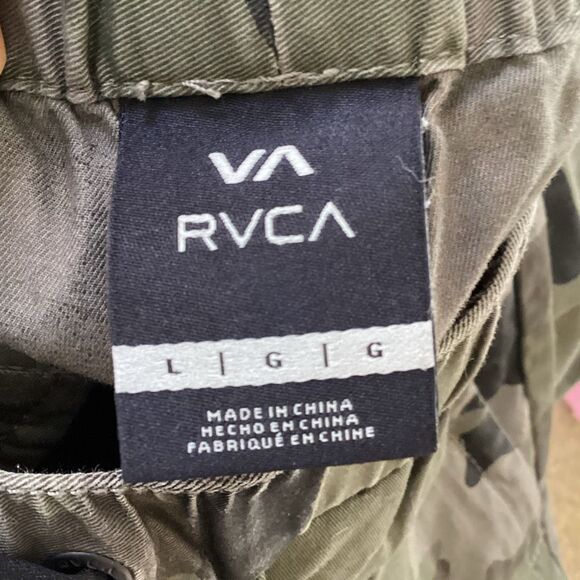 VA
RVCA
L | G | G
MADE IN CHINA
HECHO EN CHINA
FABRIQUÉ EN CHINE